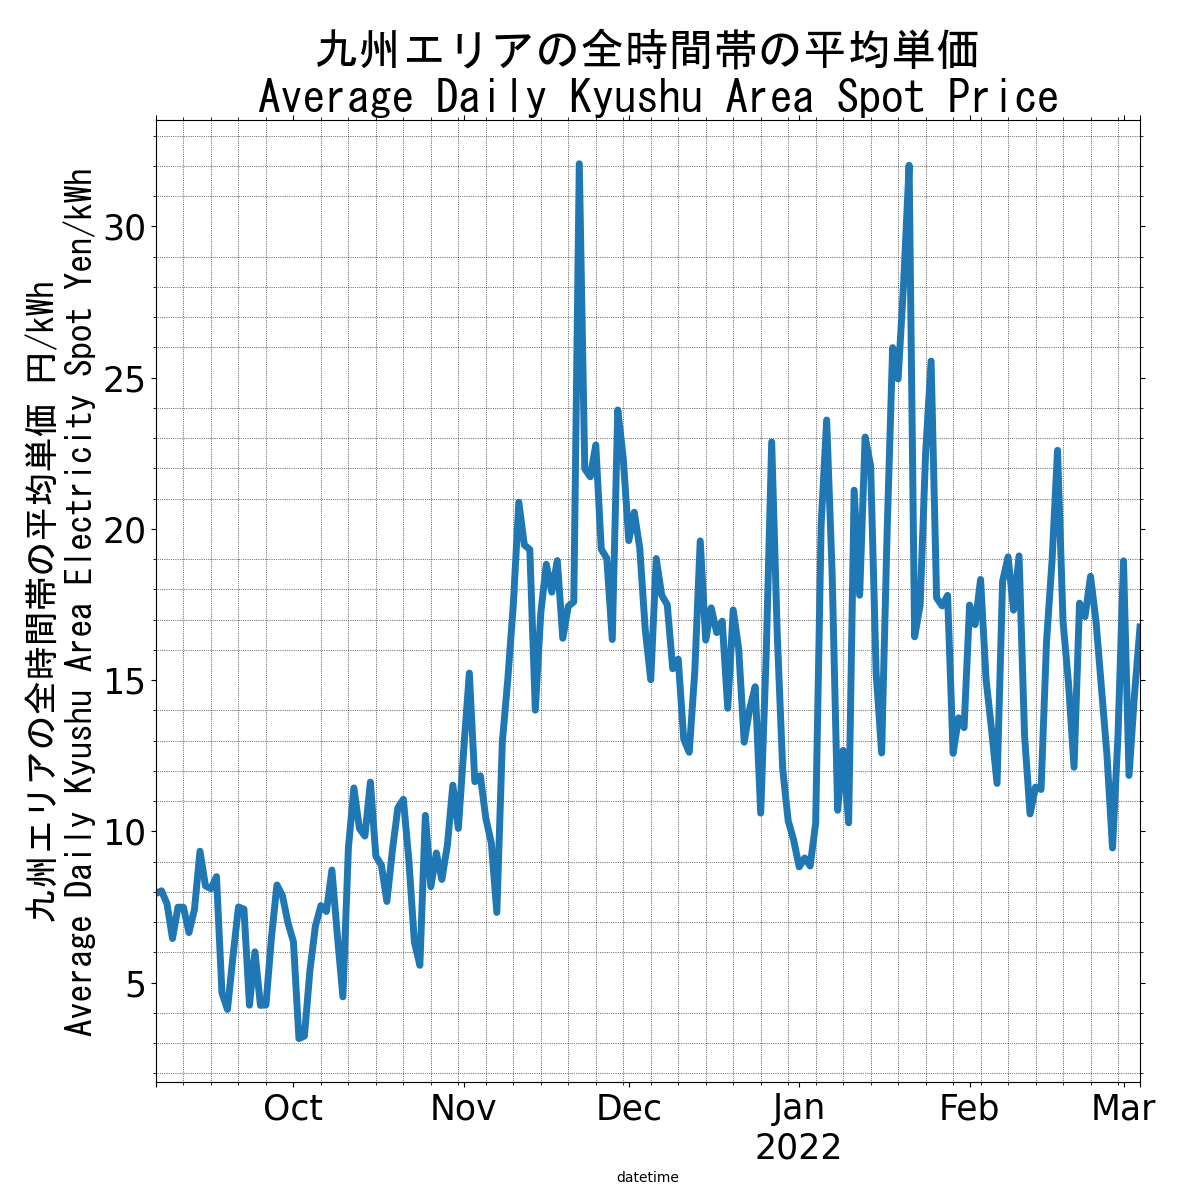 九州エリアの全時間帯の平均単価
Average Daily Kyushu Area Spot Price
九州エリアの全時間帯の平均単価 円/kWh
Average Daily Kyushu Area Electricity Spot Yen/kWh
30
25
20
15
10
5
Oct
Nov
Dec
Jan
2022
Feb
Mar
datetime